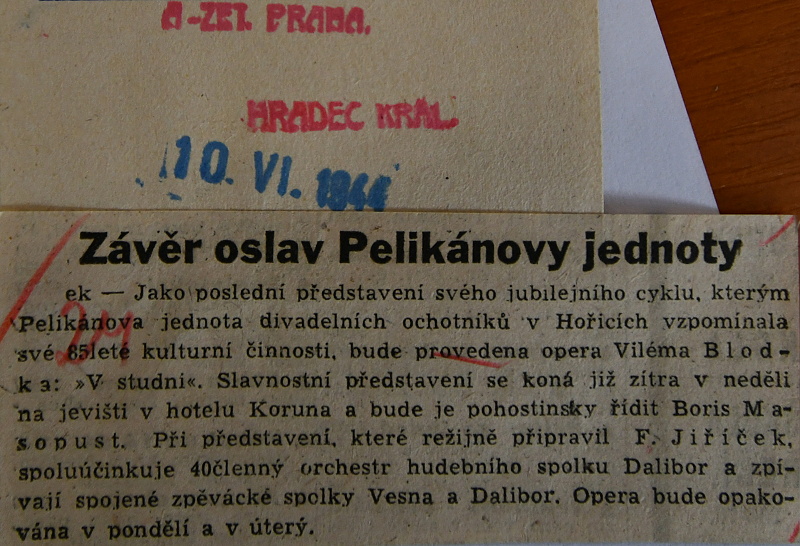 A-ZET. PRAHA.
HRADEC KRÁL.
10. VI. 1944
Závěr oslav Pelikánovy jednoty
ek — Jako poslední představení svého jubilejního cyklu, kterým
Pelikánova jednota divadelních ochotníků v Hořicích vzpomínala
své 85leté kulturní činnosti, bude provedena opera Viléma Blod-
ka: »V studni«. Slavnostní představení se koná již zítra v neděli
na jevišti v hotelu Koruna a bude je pohostinsky řídit Boris Ma-
sopust. Při představení, které režijně připravil F. Jiříček,
spoluúčinkuje 40členný orchestr hudebního spolku Dalibor a zpí-
vají spojené zpěvácké spolky Vesna a Dalibor. Opera bude opako-
vána v pondělí a v úterý.